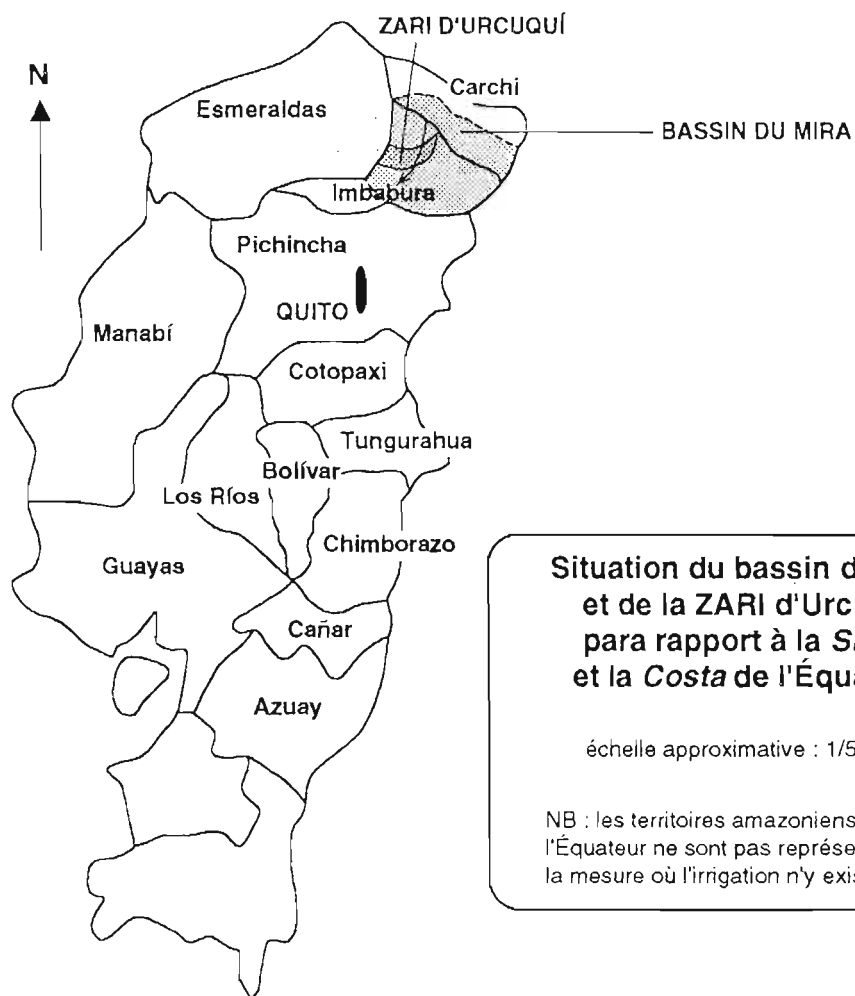 ZARI D'URCUQUÍ
N
Carchi
Esmeraldas
BASSIN DU MIRA
Imbabura
Pichincha
QUITO
Manabí
Cotopaxi
Tungurahua
Bolívar
Los Ríos
Chimborazo
Guayas
Cañar
Azuay
Situation du bassin d
et de la ZARI d'Urc
para rapport à la S
et la Costa de l'Équa
échelle approximative : 1/5
NB : les territoires amazoniens
l'Équateur ne sont pas représe
la mesure où l'irrigation n'y exis